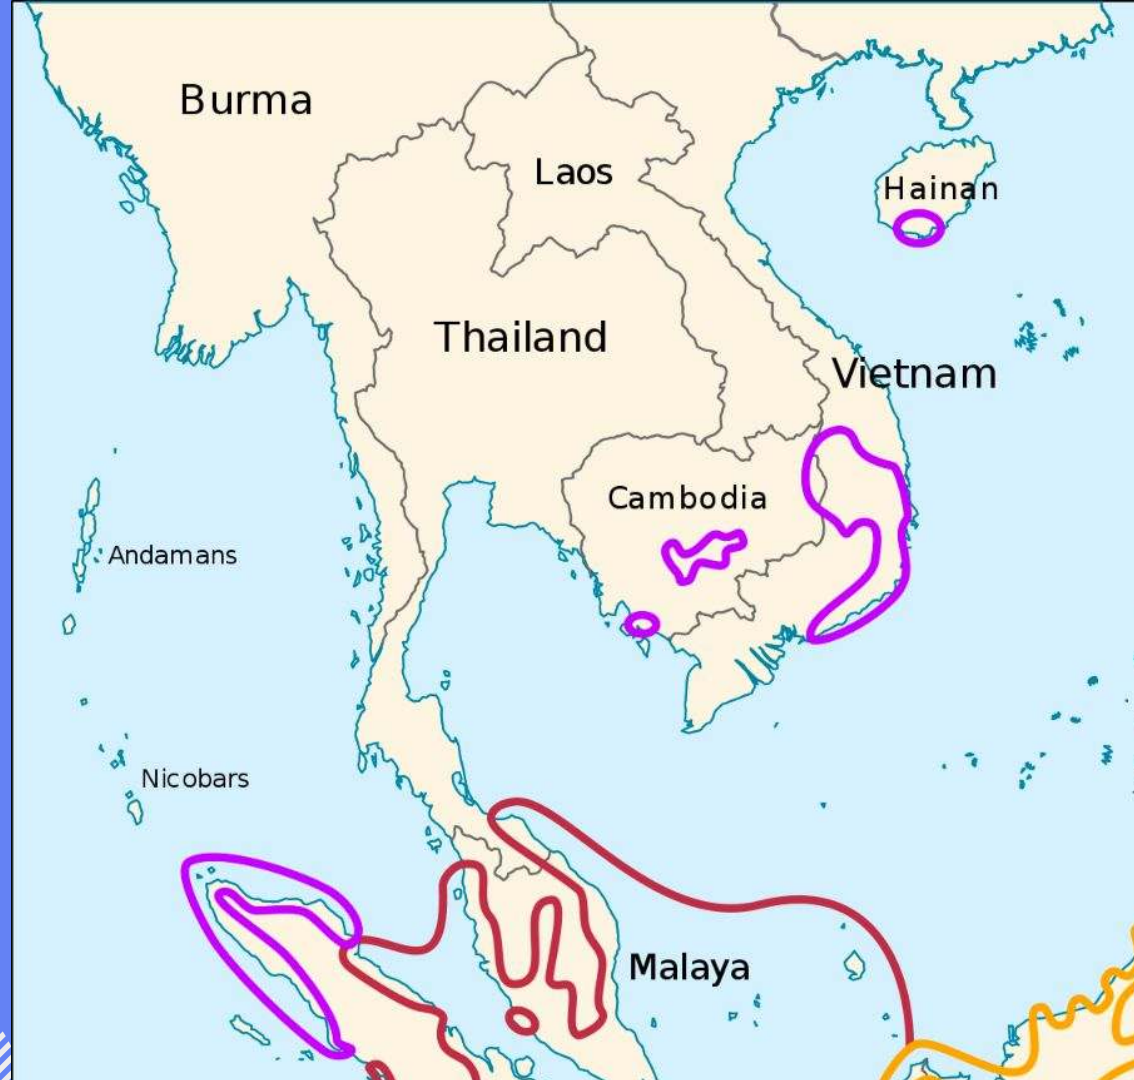 Burma
Laos
Hainan
Thailand
Vietnam
Cambodia
Andamans
Nicobars
Malaya